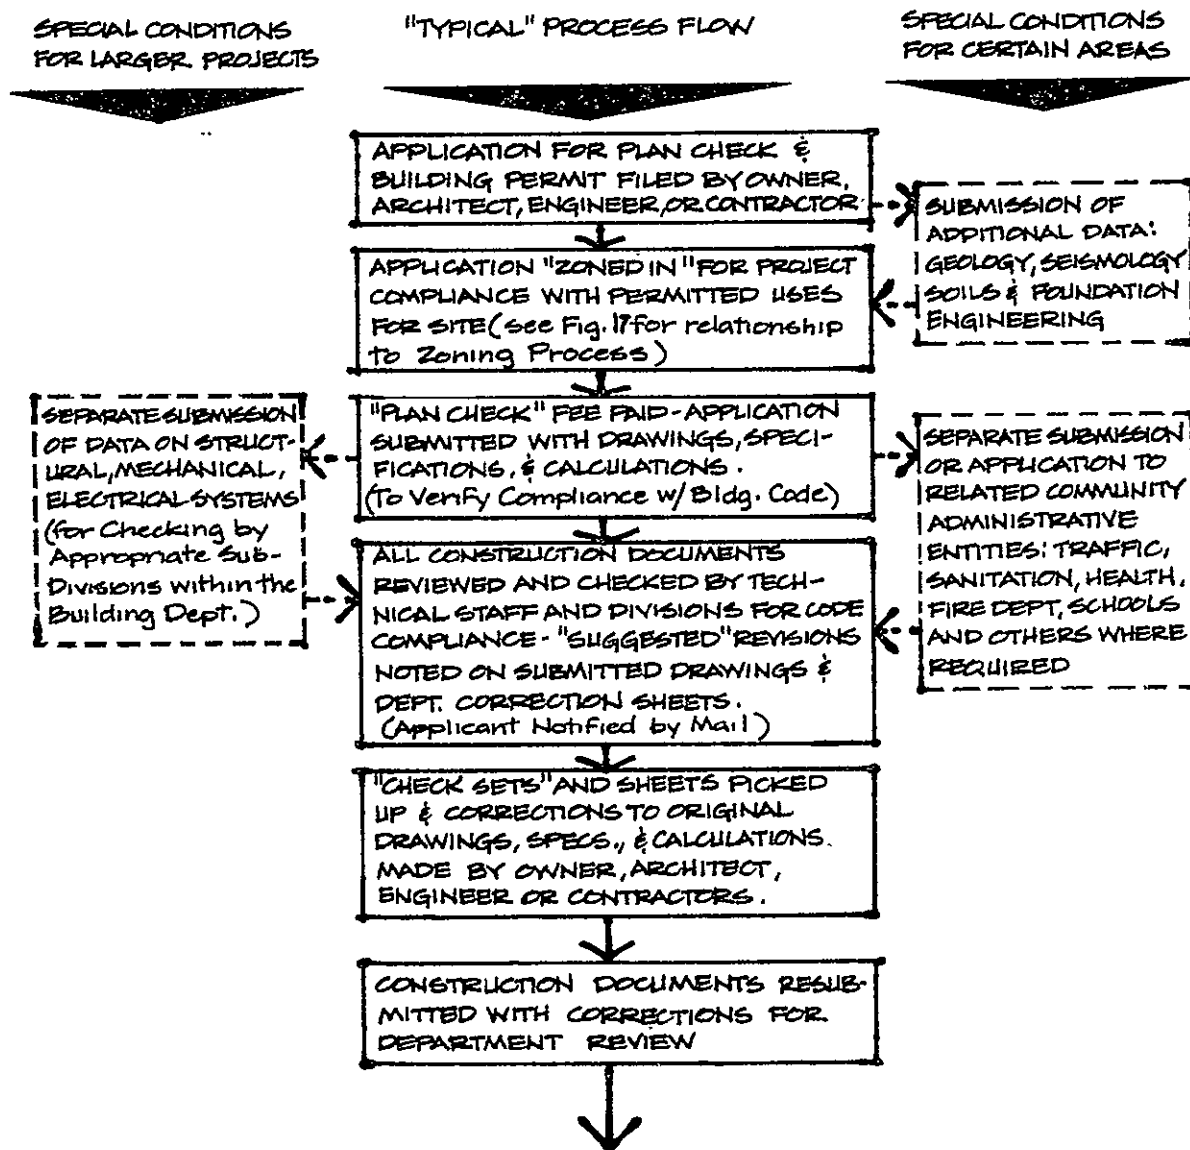 SPECIAL CONDITIONS
FOR LARGER PROJECTS
"TYPICAL" PROCESS FLOW
SPECIAL CONDITIONS
FOR CERTAIN AREAS
APPLICATION FOR PLAN CHECK &
BUILDING PERMIT FILED BY OWNER,
ARCHITECT, ENGINEER, OR CONTRACTOR
SUBMISSION OF
ADDITIONAL DATA:
GEOLOGY, SEISMOLOGY
SOILS & FOUNDATION
ENGINEERING
APPLICATION "ZONED IN" FOR PROJECT
COMPLIANCE WITH PERMITTED USES
FOR SITE (see Fig. 17 for relationship
to Zoning Process)
SEPARATE SUBMISSION
OF DATA ON STRUCT-
URAL, MECHANICAL,
ELECTRICAL SYSTEMS
(for Checking by
Appropriate Sub-
Divisions within the
Building Dept.)
"PLAN CHECK" FEE PAID - APPLICATION
SUBMITTED WITH DRAWINGS, SPECI-
FICATIONS, & CALCULATIONS.
(To Verify Compliance w/ Bldg. Code)
SEPARATE SUBMISSION
OR APPLICATION TO
RELATED COMMUNITY
ADMINISTRATIVE
ENTITIES: TRAFFIC,
SANITATION, HEALTH,
FIRE DEPT, SCHOOLS
AND OTHERS WHERE
REQUIRED
ALL CONSTRUCTION DOCUMENTS
REVIEWED AND CHECKED BY TECH-
NICAL STAFF AND DIVISIONS FOR CODE
COMPLIANCE - "SUGGESTED" REVISIONS
NOTED ON SUBMITTED DRAWINGS &
DEPT. CORRECTION SHEETS.
(Applicant Notified by Mail)
"CHECK SETS" AND SHEETS PICKED
UP & CORRECTIONS TO ORIGINAL
DRAWINGS, SPECS., & CALCULATIONS.
MADE BY OWNER, ARCHITECT,
ENGINEER OR CONTRACTORS.
CONSTRUCTION DOCUMENTS RESUB-
MITTED WITH CORRECTIONS FOR
DEPARTMENT REVIEW